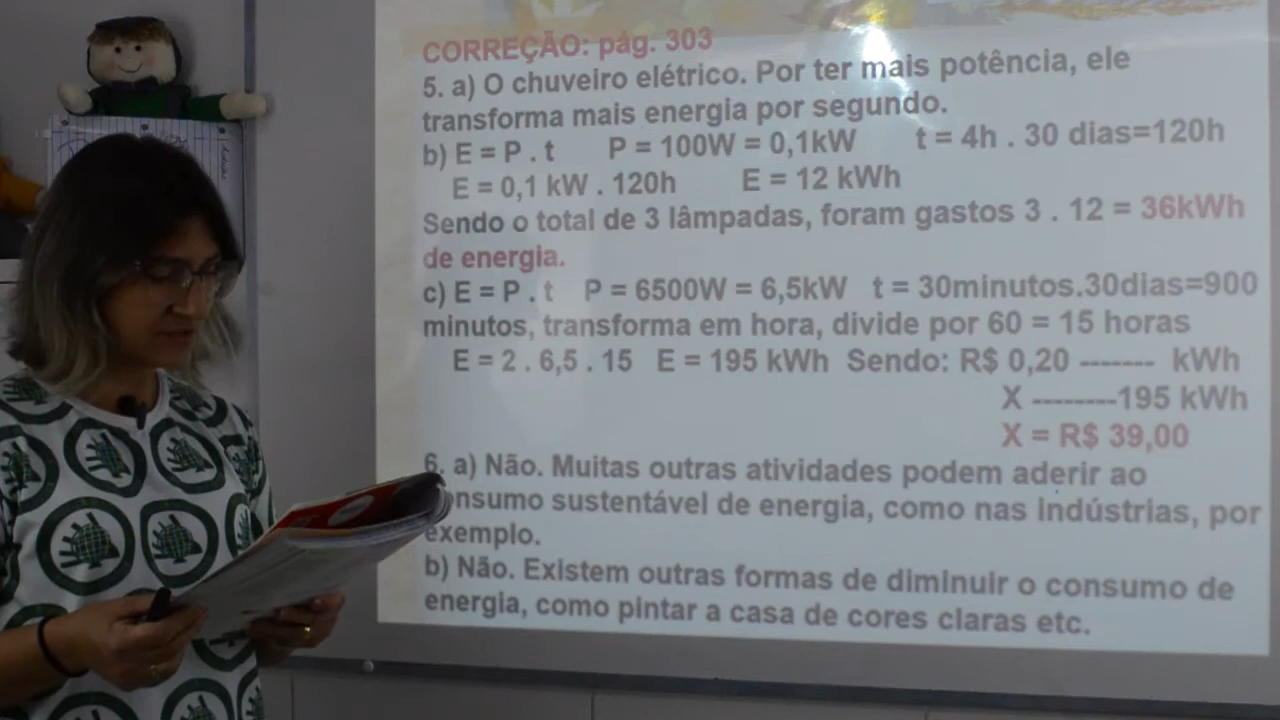 CORREÇÃO: pág. 303
5. a) O chuveiro elétrico. Por ter mais potência, ele
transforma mais energia por segundo.
b) E = P . t P = 100W = 0,1kW t = 4h . 30 dias=120h
E = 0,1 kW . 120h E = 12 kWh
Sendo o total de 3 lâmpadas, foram gastos 3 . 12 = 36kWh
de energia.
c) E = P . t P = 6500W = 6,5kW t = 30minutos.30dias=900
minutos, transforma em hora, divide por 60 = 15 horas
E = 2 . 6,5 . 15 E = 195 kWh Sendo: R$ 0,20 ------- kWh
X --------195 kWh
X = R$ 39,00
6. a) Não. Muitas outras atividades podem aderir ao
nsumo sustentável de energia, como nas indústrias, por
exemplo.
b) Não. Existem outras formas de diminuir o consumo de
energia, como pintar a casa de cores claras etc.